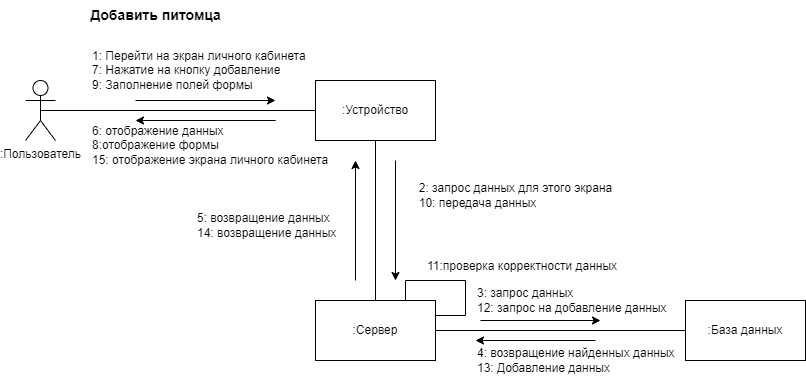 Добавить питомца
1: Перейти на экран личного кабинета
7: Нажатие на кнопку добавление
9: Заполнение полей формы
:Устройство
:Пользователь
6: отображение данных
8:отображение формы
15: отображение экрана личного кабинета
2: запрос данных для этого экрана
10: передача данных
5: возвращение данных
14: возвращение данных
11:проверка корректности данных
3: запрос данных
12: запрос на добавление данных
:Сервер
:База данных
4: возвращение найденных данных
13: Добавление данных